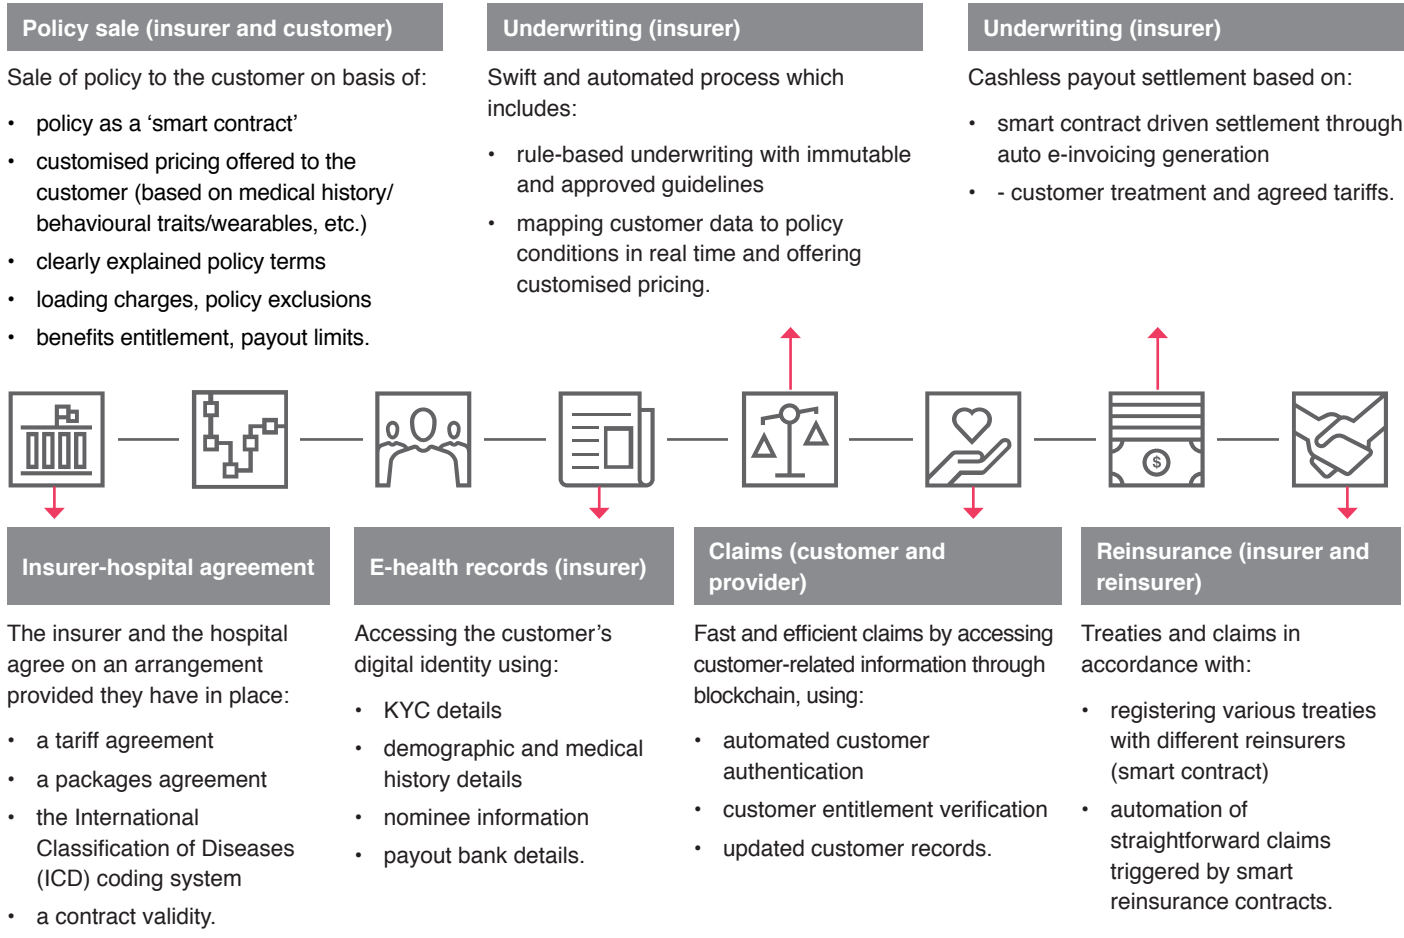 Policy sale (insurer and customer)
Sale of policy to the customer on basis of:
• policy as a ‘smart contract’
• customised pricing offered to the
customer (based on medical history/
behavioural traits/wearables, etc.)
• clearly explained policy terms
• loading charges, policy exclusions
• benefits entitlement, payout limits.
Underwriting (insurer)
Swift and automated process which
includes:
• rule-based underwriting with immutable
and approved guidelines
• mapping customer data to policy
conditions in real time and offering
customised pricing.
Underwriting (insurer)
Cashless payout settlement based on:
• smart contract driven settlement through
auto e-invoicing generation
• - customer treatment and agreed tariffs.
$
Insurer-hospital agreement
The insurer and the hospital
agree on an arrangement
provided they have in place:
• a tariff agreement
• a packages agreement
• the International
Classification of Diseases
(ICD) coding system
• a contract validity.
E-health records (insurer)
Accessing the customer’s
digital identity using:
• KYC details
• demographic and medical
history details
• nominee information
• payout bank details.
Claims (customer and
provider)
Fast and efficient claims by accessing
customer-related information through
blockchain, using:
• automated customer
authentication
• customer entitlement verification
• updated customer records.
Reinsurance (insurer and
reinsurer)
Treaties and claims in
accordance with:
• registering various treaties
with different reinsurers
(smart contract)
• automation of
straightforward claims
triggered by smart
reinsurance contracts.